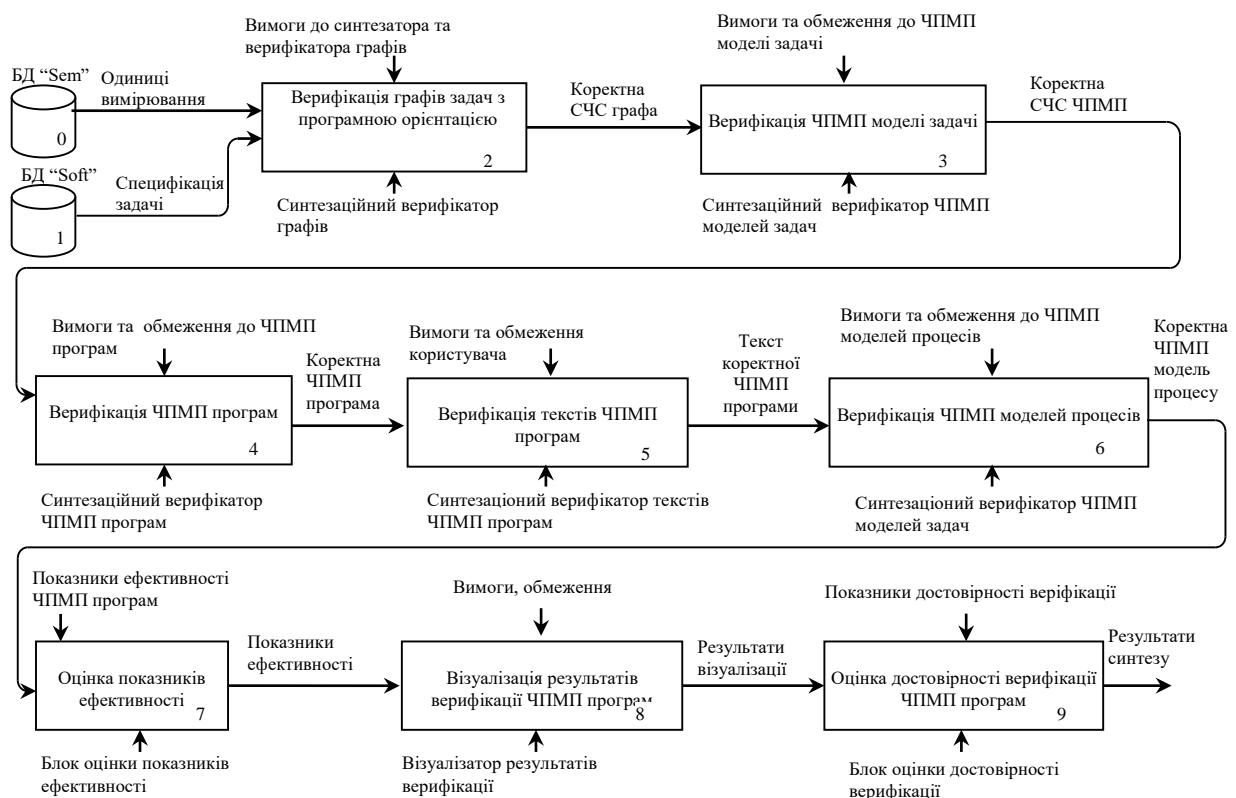 Вимоги до синтезатора та
верифікатора графів
Вимоги та обмеження до ЧПМП
моделі задачі
БД “Sem”
Одиниці
вимірювання
0
Верифікація графів задач з
програмною орієнтацією
2
Коректна
СЧС графа
Верифікація ЧПМП моделі задачі
3
Коректна
СЧС ЧПМП
БД “Soft”
Специфікація
задачі
1
Синтезаційний верифікатор
графів
Синтезаційний верифікатор ЧПМП
моделей задач
Вимоги та обмеження до ЧПМП
програм
Верифікація ЧПМП програм
4
Синтезаційний верифікатор
ЧПМП програм
Коректна
ЧПМП
програма
Вимоги та обмеження
користувача
Верифікація текстів ЧПМП
програм
5
Синтезаціоний верифікатор текстів
ЧПМП програм
Текст
коректної
ЧПМП
програми
Вимоги та обмеження до ЧПМП
моделей процесів
Верифікація ЧПМП моделей процесів
6
Синтезаціоний верифікатор ЧПМП
моделей задач
Коректна
ЧПМП
модель
процесу
Показники ефективності
ЧПМП програм
Оцінка показників
ефективності
7
Блок оцінки показників
ефективності
Показники
ефективності
Вимоги, обмеження
Візуалізація результатів
верифікації ЧПМП програм
8
Візуалізатор результатів
верифікації
Результати
візуалізації
Показники достовірності веріфікації
Оцінка достовірності верифікації
ЧПМП програм
9
Блок оцінки достовірності
верифікації
Результати
синтезу